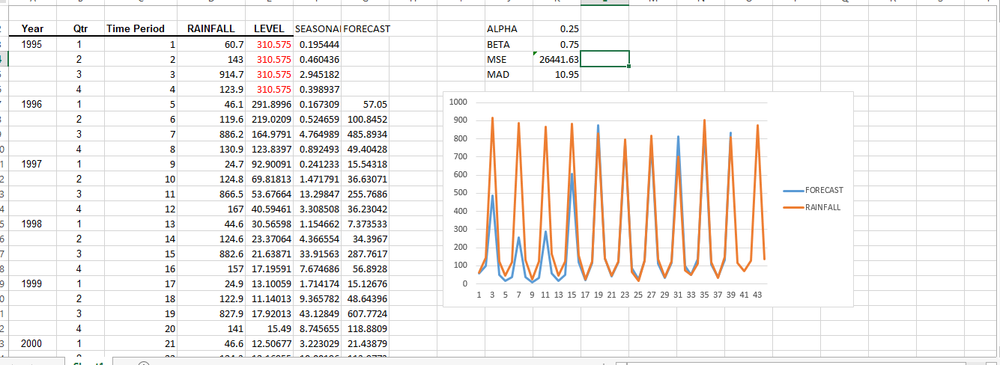 Year Qtr Time Period RAINFALL LEVEL SEASONAL FORECAST ALPHA 0.25
1995 1 1 60.7 310.575 0.195444 BETA 0.75
2 2 143 310.575 0.460436 MSE 26441.63
3 3 914.7 310.575 2.945182 MAD 10.95
4 4 123.9 310.575 0.398937
1996 1 5 46.1 291.8996 0.167309 57.05
2 6 119.6 219.0209 0.524659 100.8452
3 7 886.2 164.9791 4.764989 485.8934
4 8 130.9 123.8397 0.892493 49.40428
1997 1 9 24.7 92.90091 0.241233 15.54318
2 10 124.8 69.81813 1.471791 36.63071
3 11 866.5 53.67664 13.29847 255.7686
4 12 167 40.59461 3.308508 36.23042
1998 1 13 44.6 30.56598 1.154662 7.373533
2 14 124.6 23.37064 4.366554 34.3967
3 15 882.6 21.63871 33.91563 287.7617
4 16 157 17.19591 7.674686 56.8928
1999 1 17 24.9 13.10059 1.714174 15.12676
2 18 122.9 11.14013 9.365782 48.64396
3 19 827.9 17.92013 43.12849 607.7724
4 20 141 15.49 8.745655 118.8809
2000 1 21 46.6 12.50677 3.223029 21.43879
1000
900
800
700
600
500
400
300
200
100
0
1 3 5 7 9 11 13 15 17 19 21 23 25 27 29 31 33 35 37 39 41 43
FORECAST
RAINFALL